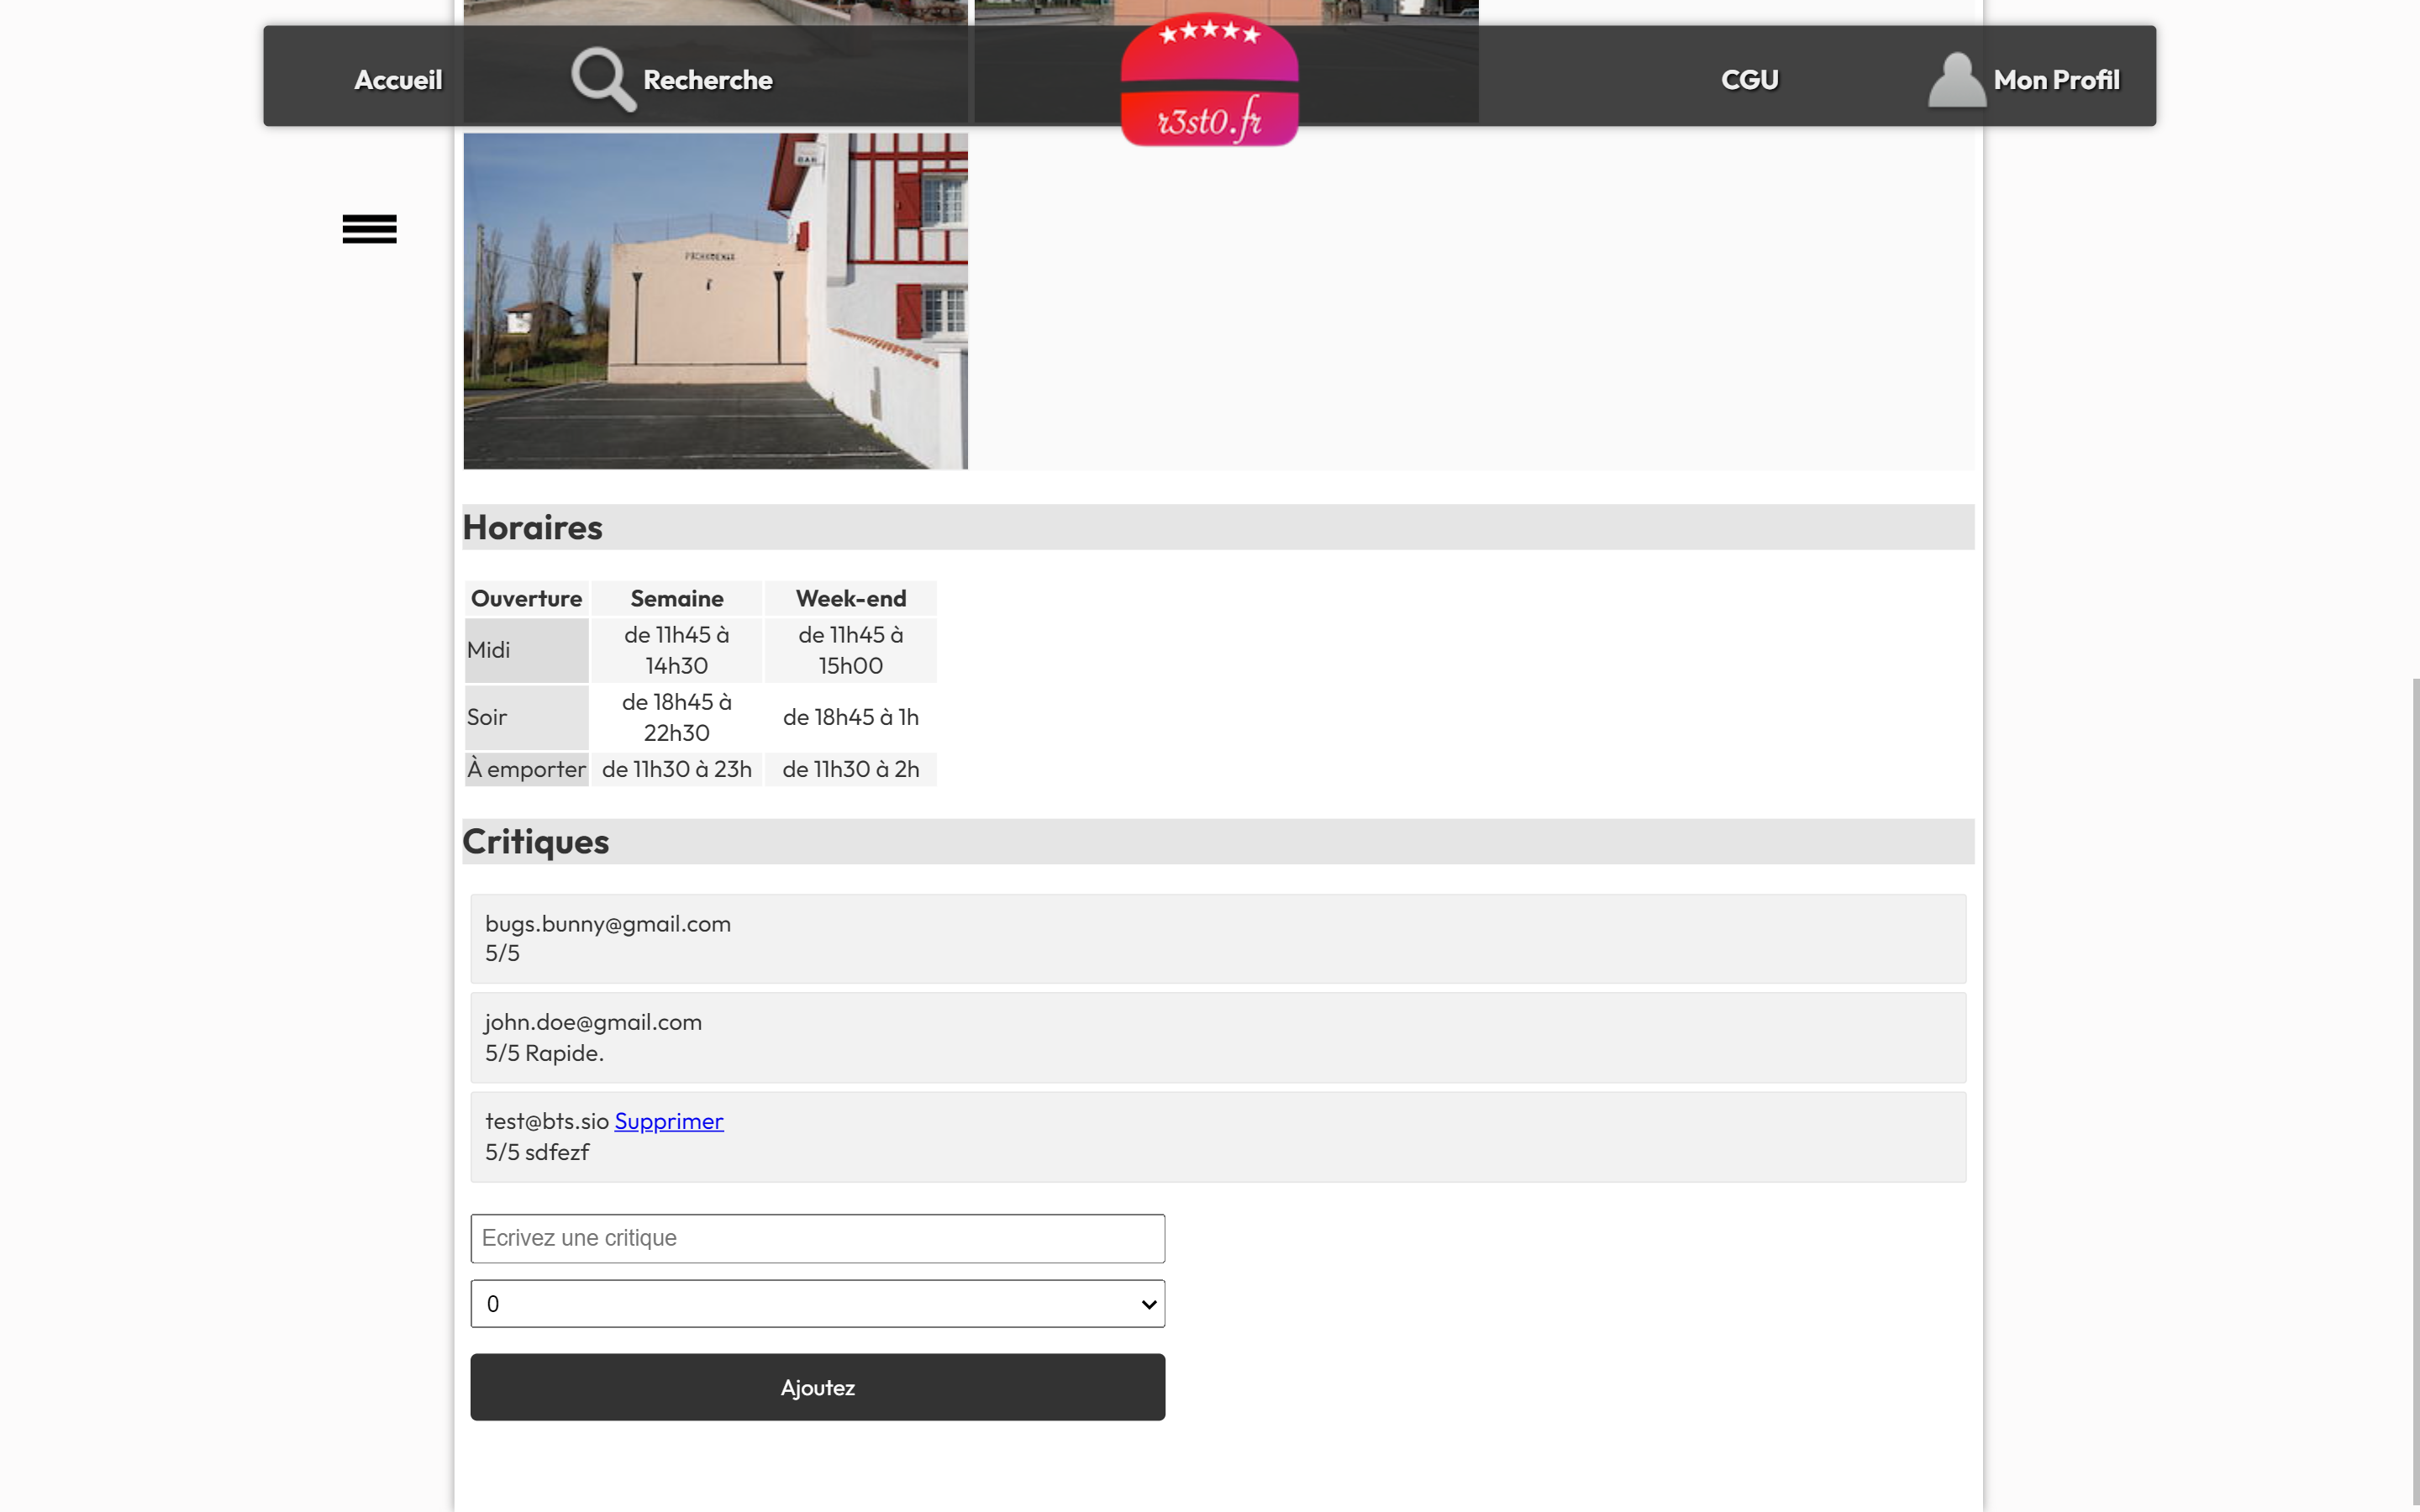 Accueil
Recherche
r3st0.fr
CGU
Mon Profil
BAR
Horaires
Ouverture Semaine Week-end
Midi
de 11h45 à
14h30
de 11h45 à
15h00
Soir
de 18h45 à
22h30
de 18h45 à 1h
À emporter de 11h30 à 23h de 11h30 à 2h
Critiques
bugs.bunny@gmail.com
5/5
john.doe@gmail.com
5/5 Rapide.
test@bts.sio Supprimer
5/5 sdfezf
Ecrivez une critique
0
Ajoutez